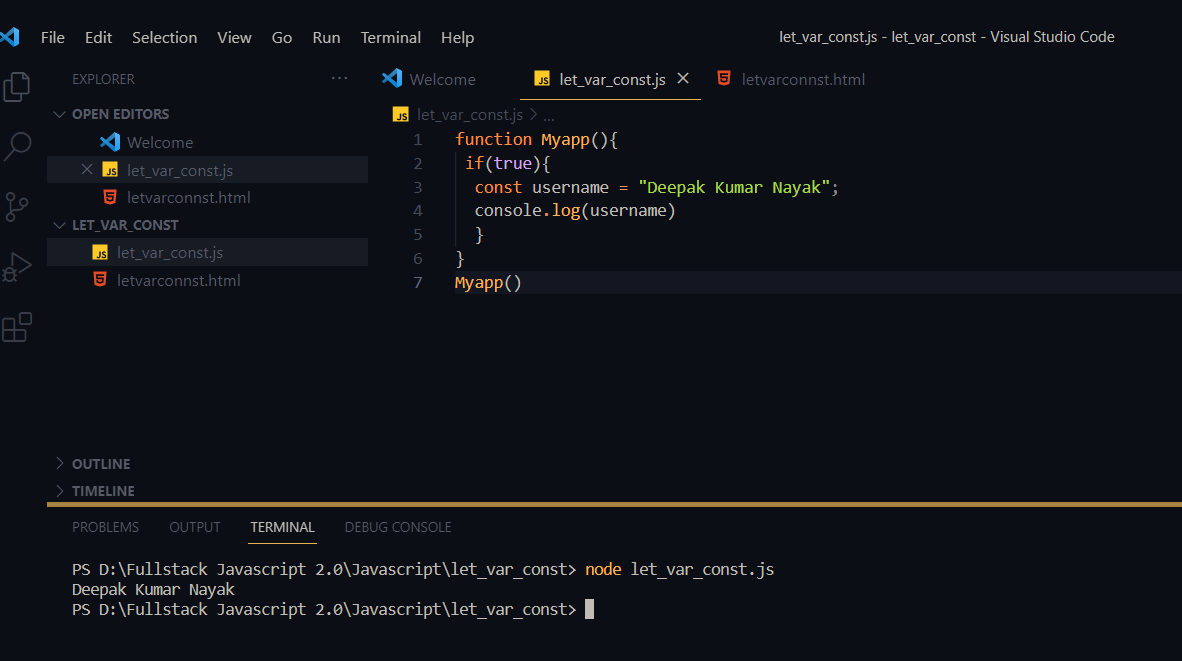 File Edit Selection View Go Run Terminal Help let_var_const.js - let_var_const - Visual Studio Code
EXPLORER ...
OPEN EDITORS
Welcome
JS let_var_const.js
letvarconnst.html
LET_VAR_CONST
JS let_var_const.js
letvarconnst.html
OUTLINE
TIMELINE
Welcome JS let_var_const.js letvarconnst.html
JS let_var_const.js > ...
1 function Myapp(){
2 if(true){
3 const username = "Deepak Kumar Nayak";
4 console.log(username)
5 }
6 }
7 Myapp()
PROBLEMS OUTPUT TERMINAL DEBUG CONSOLE
PS D:\Fullstack Javascript 2.0\Javascript\let_var_const> node let_var_const.js
Deepak Kumar Nayak
PS D:\Fullstack Javascript 2.0\Javascript\let_var_const>